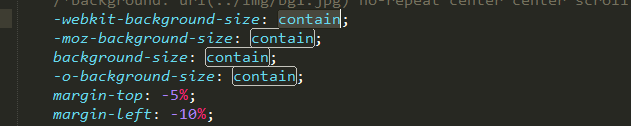 /*background: url(../img/bg1.jpg) no-repeat center center scroll
-webkit-background-size: contain;
-moz-background-size: contain;
background-size: contain;
-o-background-size: contain;
margin-top: -5%;
margin-left: -10%;